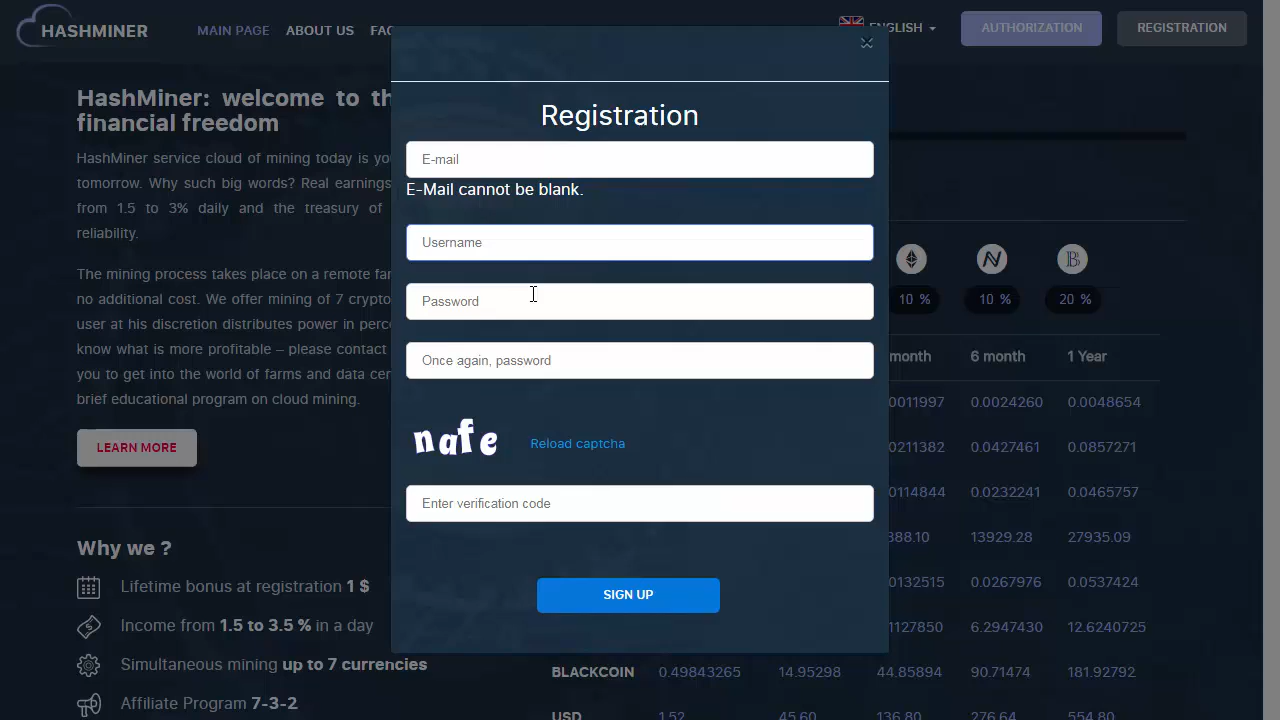 HASHMINER
MAIN PAGE
ABOUT US
FAQ
ENGLISH
AUTHORIZATION
REGISTRATION
HashMiner: welcome to
financial freedom
HashMiner service cloud of mining today is
tomorrow. Why such big words? Real earnings
from 1.5 to 3% daily and the treasury of
reliability.
The mining process takes place on a remote
no additional cost. We offer mining of 7
user at his discretion distributes power in
know what is more profitable – please contact
you to get into the world of farms and data
brief educational program on cloud mining.
LEARN MORE
Why we ?
Lifetime bonus at registration 1 $
Income from 1.5 to 3.5 % in a day
Simultaneous mining up to 7 currencies
Affiliate Program 7-3-2
×
Registration
E-mail
E-Mail cannot be blank.
Username
Password
Once again, password
nafe
Reload captcha
Enter verification code
SIGN UP
10 % 10 % 20 %
month 6 month 1 Year
0011997 0.0024260 0.0048654
0211382 0.0427461 0.0857271
0114844 0.0232241 0.0465757
388.10 13929.28 27935.09
0132515 0.0267976 0.0537424
1127850 6.2947430 12.6240725
BLACKCOIN 0.49843265 14.95298 44.85894 90.71474 181.92792
USD 1.52 45.60 136.80 276.64 554.80